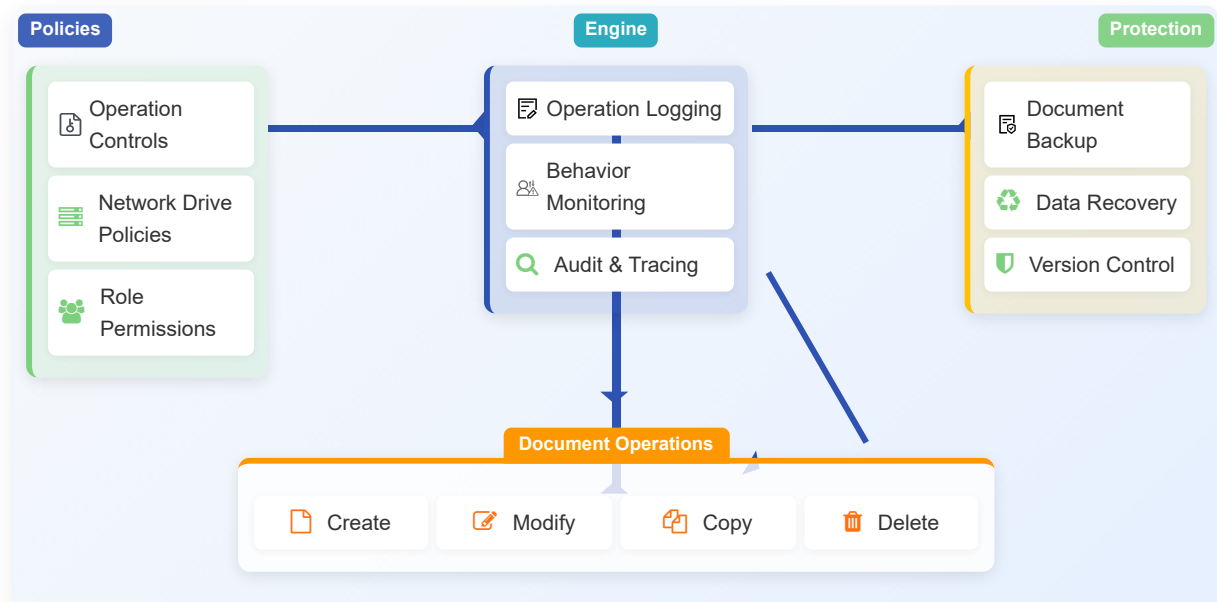 Policies
Engine
Protection
Operation
Controls
Network Drive
Policies
Role
Permissions
Operation Logging
Behavior
Monitoring
Audit & Tracing
Document
Backup
Data Recovery
Version Control
Document Operations
Create
Modify
Copy
Delete